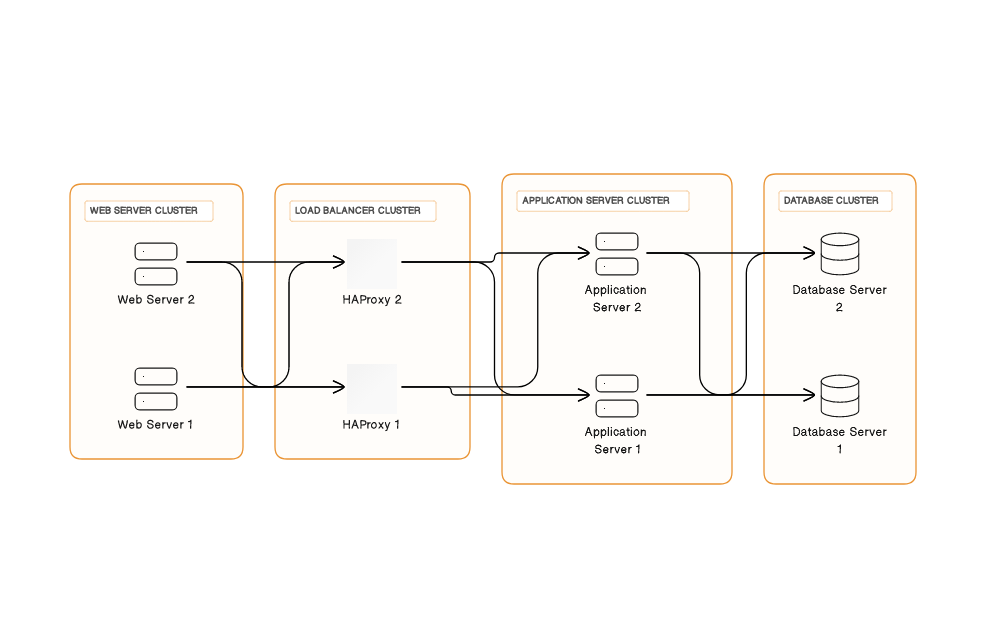 WEB SERVER CLUSTER
Web Server 2
Web Server 1
LOAD BALANCER CLUSTER
HAProxy 2
HAProxy 1
APPLICATION SERVER CLUSTER
Application
Server 2
Application
Server 1
DATABASE CLUSTER
Database Server
2
Database Server
1